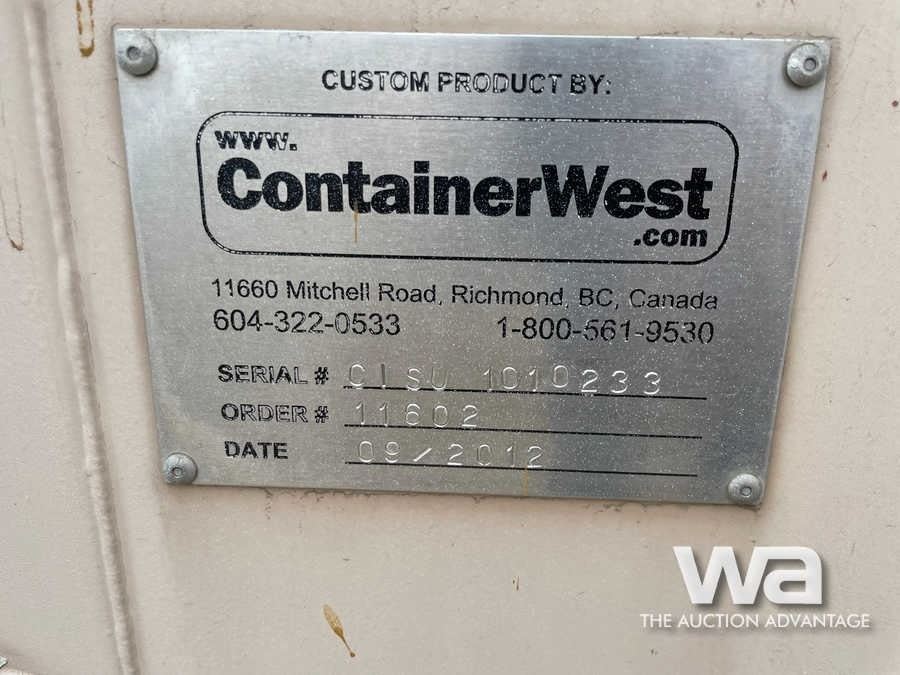 CUSTOM PRODUCT BY:
www.
ContainerWest
.com
11660 Mitchell Road, Richmond, BC, Canada
604-322-0533 1-800-561-9530
SERIAL # CISU 1010233
ORDER # 11602
DATE 09/2012
wa
THE AUCTION ADVANTAGE